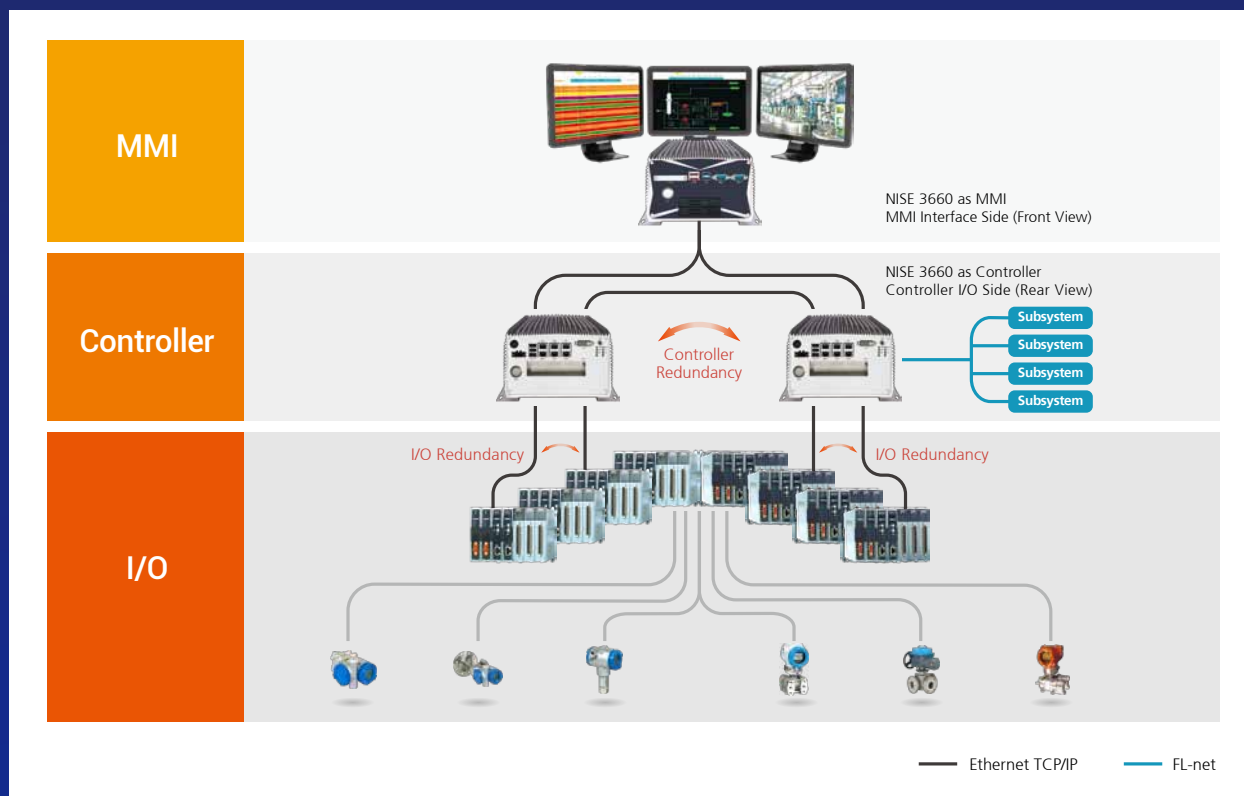 MMI
NISE 3660 as MMI
MMI Interface Side (Front View)
Controller
NISE 3660 as Controller
Controller I/O Side (Rear View)
Subsystem
Subsystem
Subsystem
Subsystem
Controller
Redundancy
I/O
I/O Redundancy
I/O Redundancy
Ethernet TCP/IP
FL-net